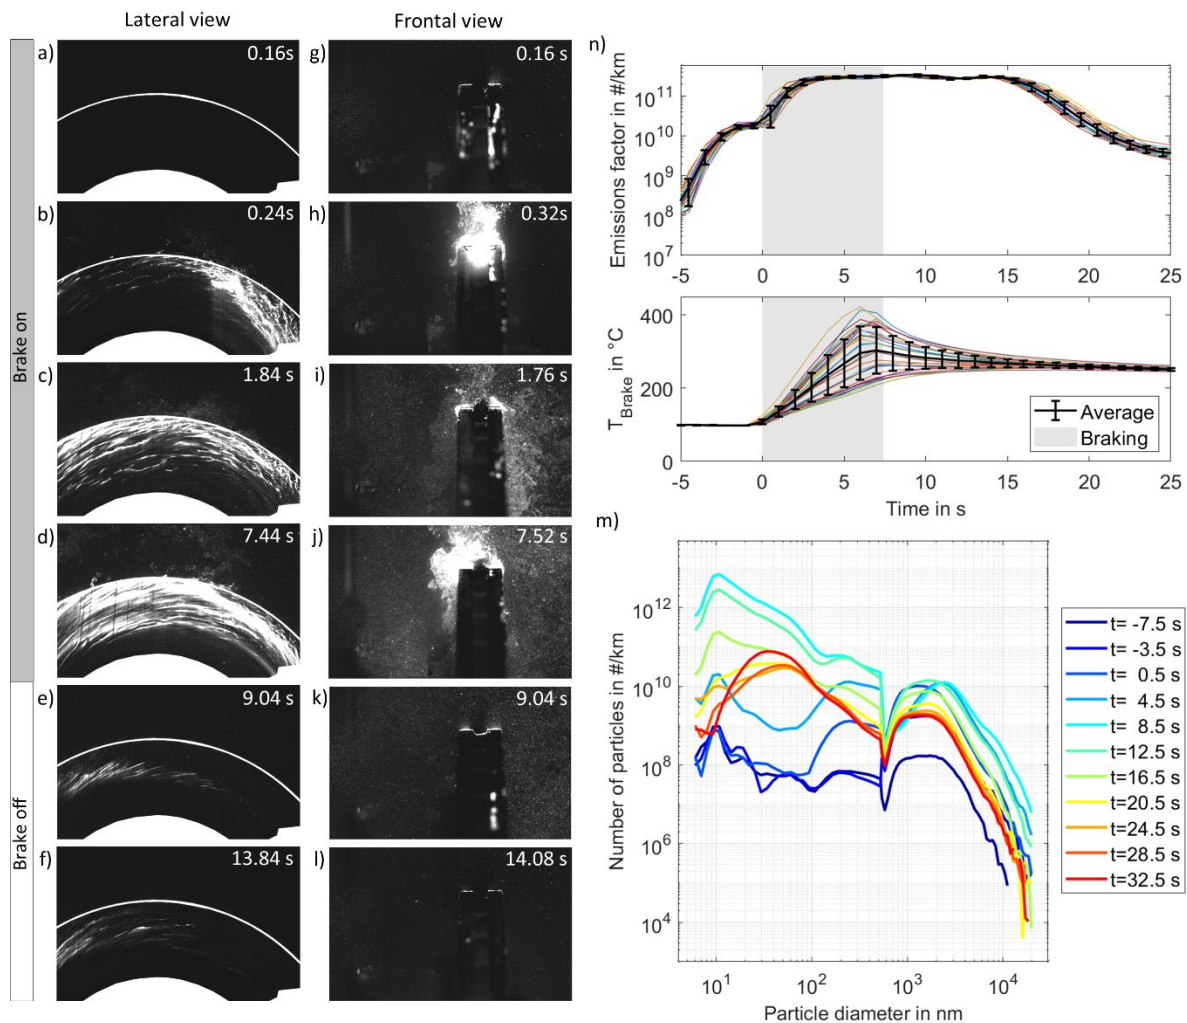 Lateral view
Frontal view
Brake on
Brake off
a)
0.16s
b)
0.24s
c)
1.84 s
d)
7.44 s
e)
9.04 s
f)
13.84 s
g)
0.16s
h)
0.32s
i)
1.76 s
j)
7.52 s
k)
9.04 s
l)
14.08 s
n)
Emissions factor in #/km
10^11
10^10
10^9
10^8
10^7
-5 0 5 10 15 20 25
T_Brake in °C
400
200
0
Average
Braking
-5 0 5 10 15 20 25
Time in s
m)
Number of particles in #/km
10^12
10^10
10^8
10^6
10^4
10^1 10^2 10^3 10^4
Particle diameter in nm
t= -7.5 s
t= -3.5 s
t= 0.5 s
t= 4.5 s
t= 8.5 s
t=12.5 s
t=16.5 s
t=20.5 s
t=24.5 s
t=28.5 s
t=32.5 s